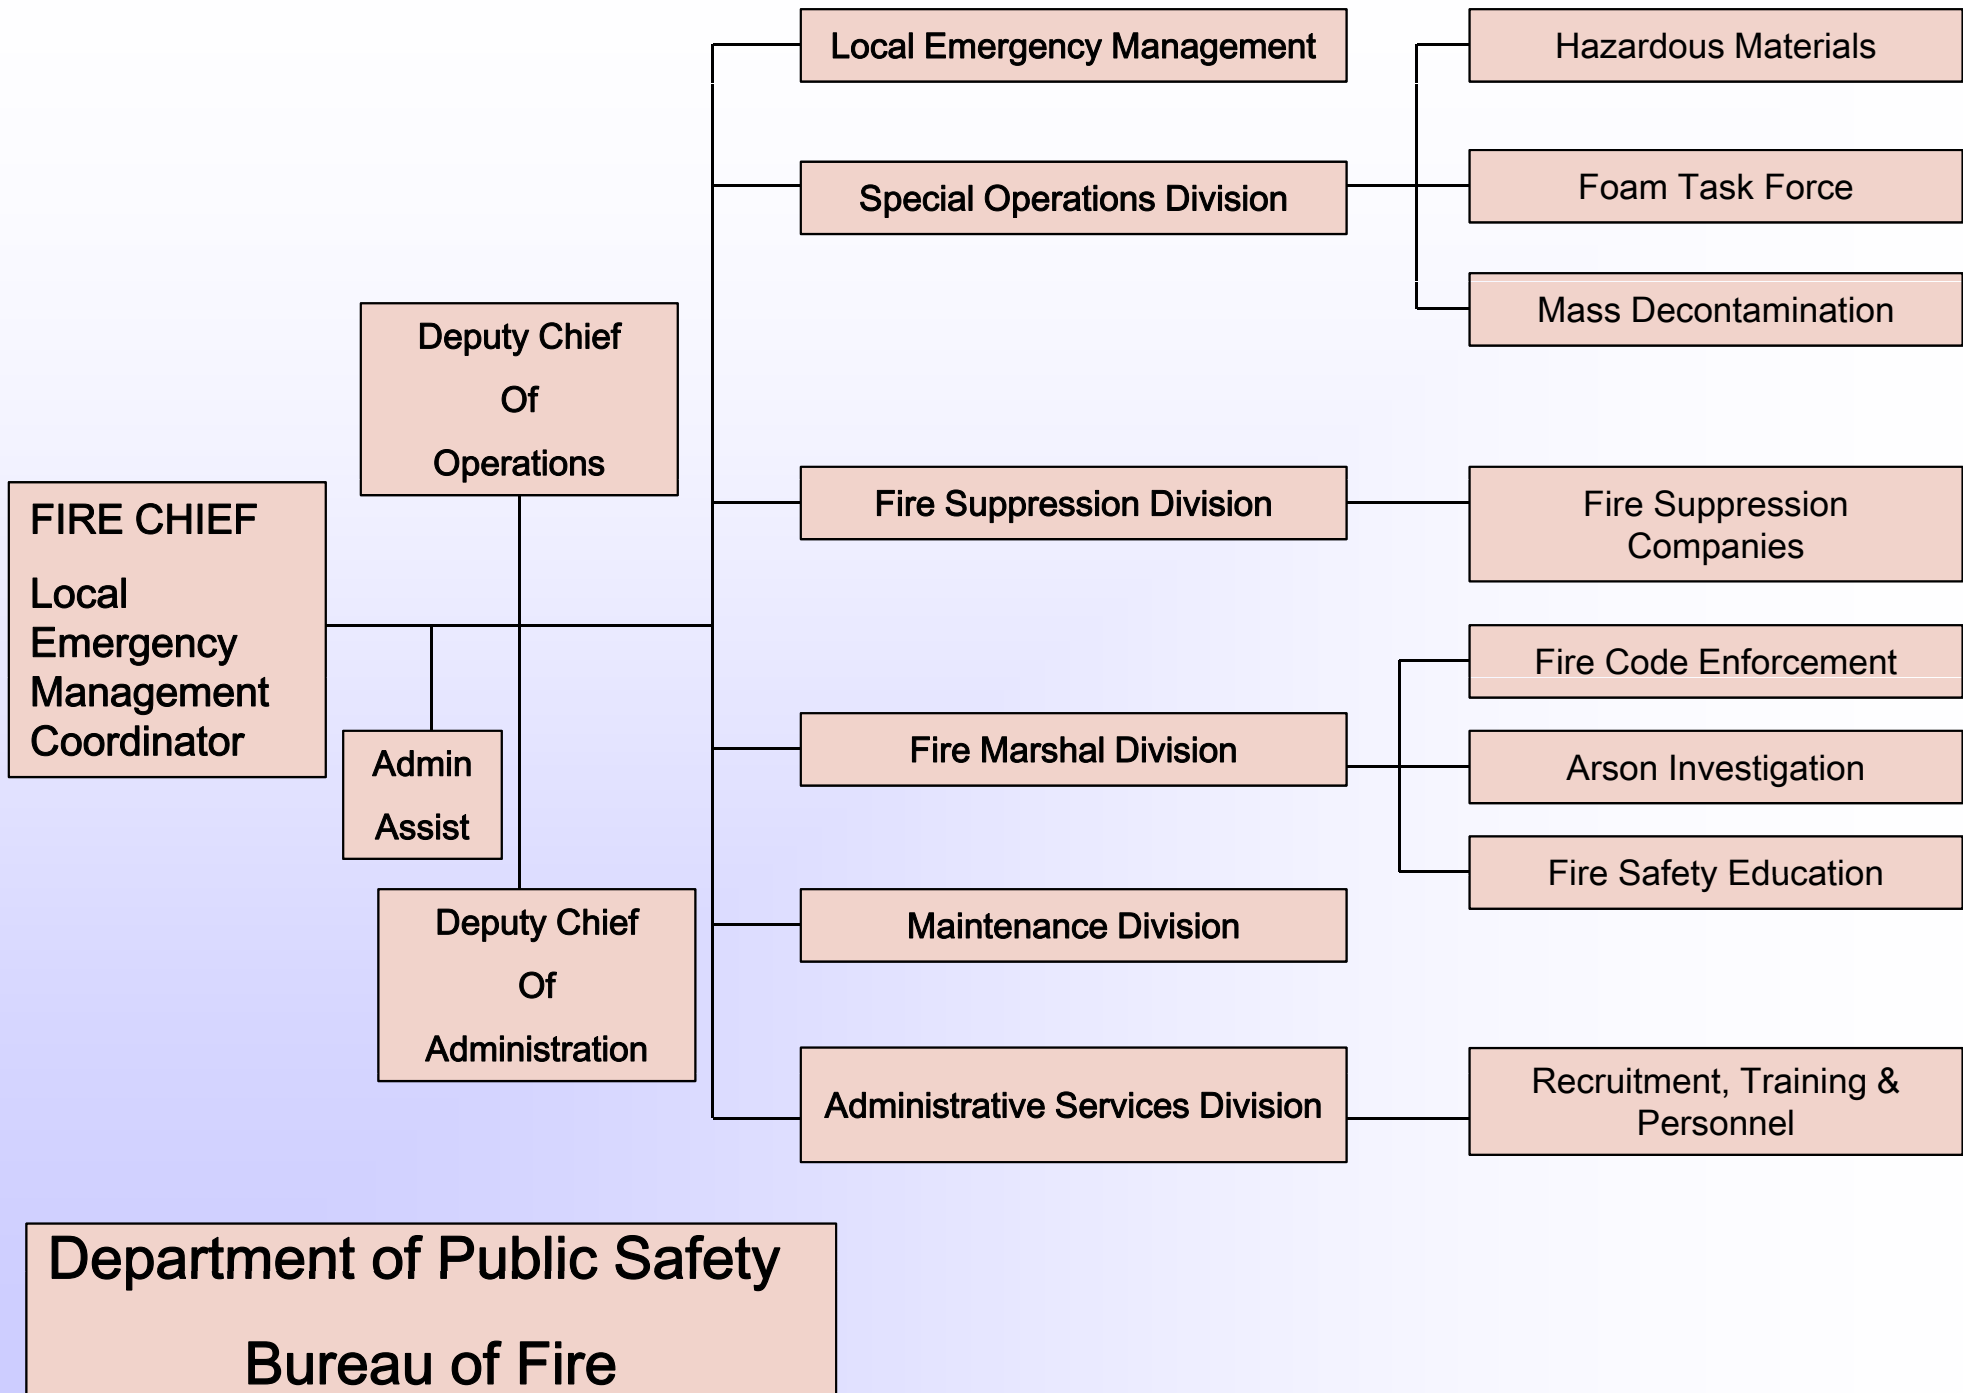 Local Emergency Management
Hazardous Materials
Special Operations Division
Foam Task Force
Mass Decontamination
Deputy Chief
Of
Operations
FIRE CHIEF
Local
Emergency
Management
Coordinator
Admin
Assist
Deputy Chief
Of
Administration
Fire Suppression Division
Fire Suppression
Companies
Fire Marshal Division
Fire Code Enforcement
Arson Investigation
Fire Safety Education
Maintenance Division
Administrative Services Division
Recruitment, Training &
Personnel
Department of Public Safety
Bureau of Fire